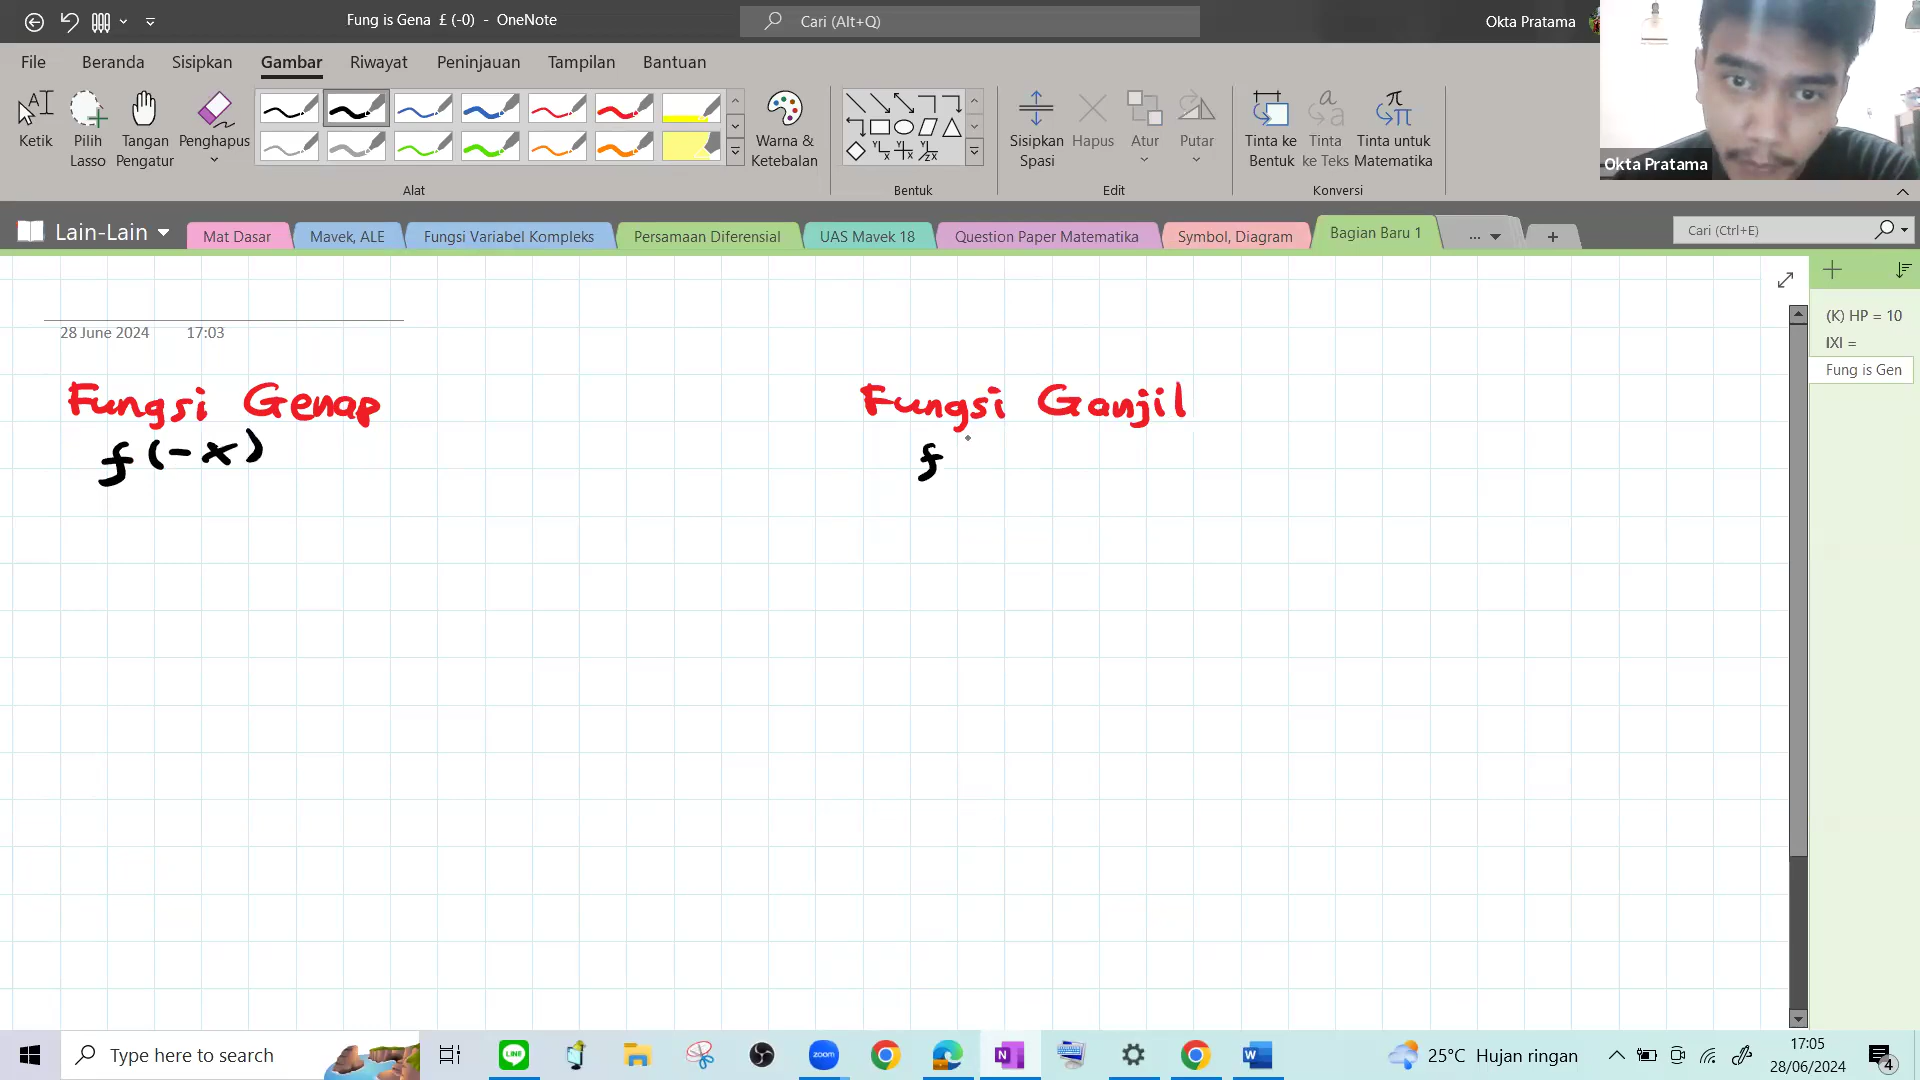 Fung is Gena £ (-0) - OneNote
Cari (Alt+Q)
Okta Pratama
File Beranda Sisipkan Gambar Riwayat Peninjauan Tampilan Bantuan
Ketik
Pilih Lasso
Tangan Pengatur
Penghapus
Warna & Ketebalan
Sisipkan Spasi
Hapus
Atur
Putar
Tinta ke Bentuk
Tinta ke Teks
Tinta untuk Matematika
Alat
Bentuk
Edit
Konversi
Okta Pratama
Lain-Lain
Mat Dasar
Mavek, ALE
Fungsi Variabel Kompleks
Persamaan Diferensial
UAS Mavek 18
Question Paper Matematika
Symbol, Diagram
Bagian Baru 1
...
Cari (Ctrl+E)
28 June 2024 17:03
(K) HP = 10
IXI =
Fung is Gen
Fungsi Genap
f(-x)
Fungsi Ganjil
f
Type here to search
LINE
zoom
25°C Hujan ringan
17:05
28/06/2024
4